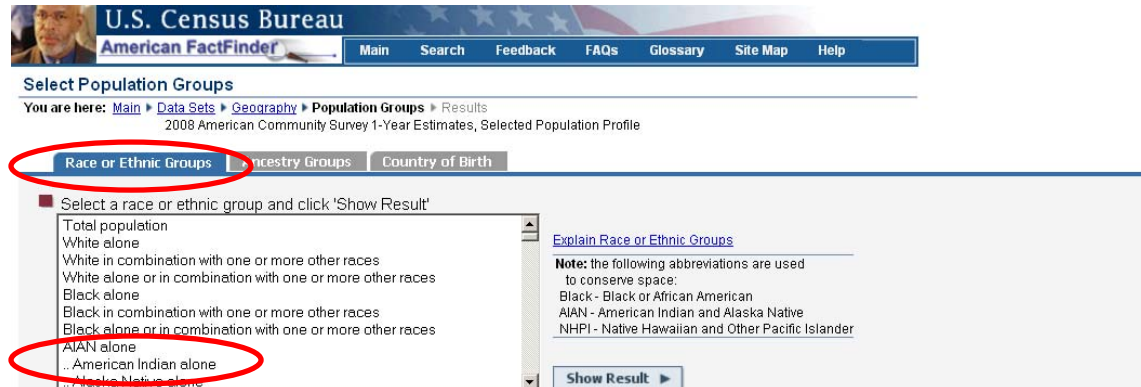 U.S. Census Bureau
American FactFinder
Main Search Feedback FAQs Glossary Site Map Help
Select Population Groups
You are here: Main ▶ Data Sets ▶ Geography ▶ Population Groups ▶ Results
2008 American Community Survey 1-Year Estimates, Selected Population Profile
Race or Ethnic Groups Ancestry Groups Country of Birth
Select a race or ethnic group and click 'Show Result'
Total population
White alone
White in combination with one or more other races
White alone or in combination with one or more other races
Black alone
Black in combination with one or more other races
Black alone or in combination with one or more other races
AIAN alone
.. American Indian alone
.. Alaska Native alone
Explain Race or Ethnic Groups
Note: the following abbreviations are used
to conserve space:
Black - Black or African American
AIAN - American Indian and Alaska Native
NHPI - Native Hawaiian and Other Pacific Islander
Show Result ▶